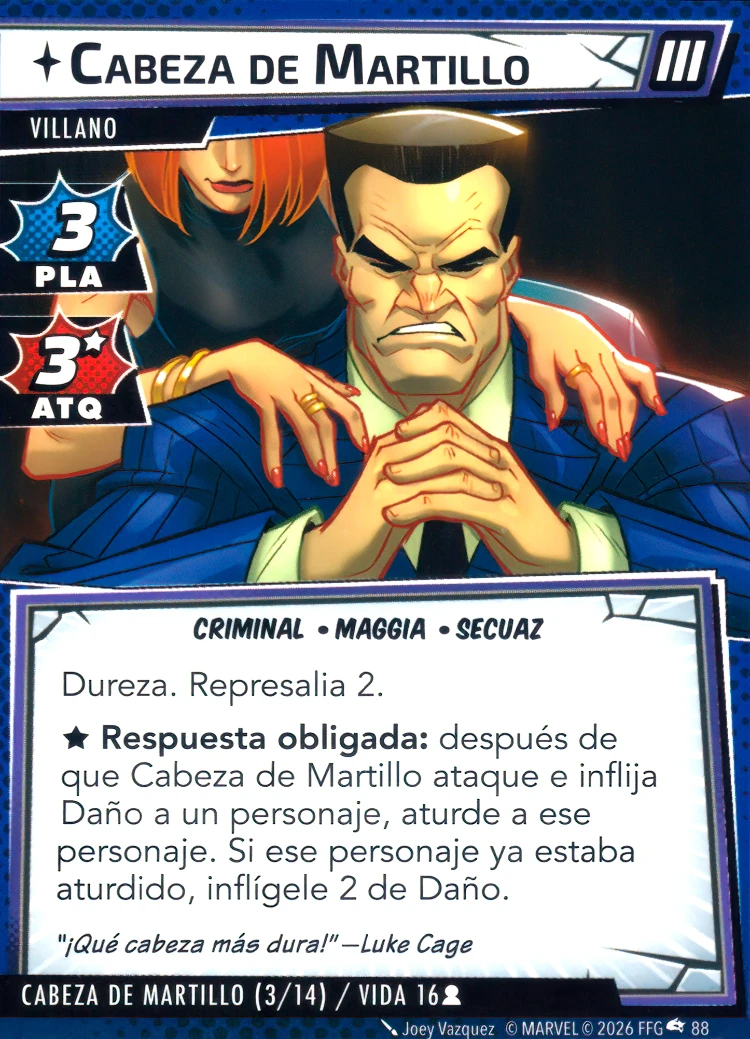 CABEZA DE MARTILLO
III
VILLANO
3
PLA
3★
ATQ
CRIMINAL • MAGGIA • SECUAZ
Dureza. Represalia 2.
★ Respuesta obligada: después de
que Cabeza de Martillo ataque e inflija
Daño a un personaje, aturde a ese
personaje. Si ese personaje ya estaba
aturdido, inflígele 2 de Daño.
"¡Qué cabeza más dura!" —Luke Cage
CABEZA DE MARTILLO (3/14) / VIDA 16
Joey Vazquez © MARVEL © 2026 FFG 88